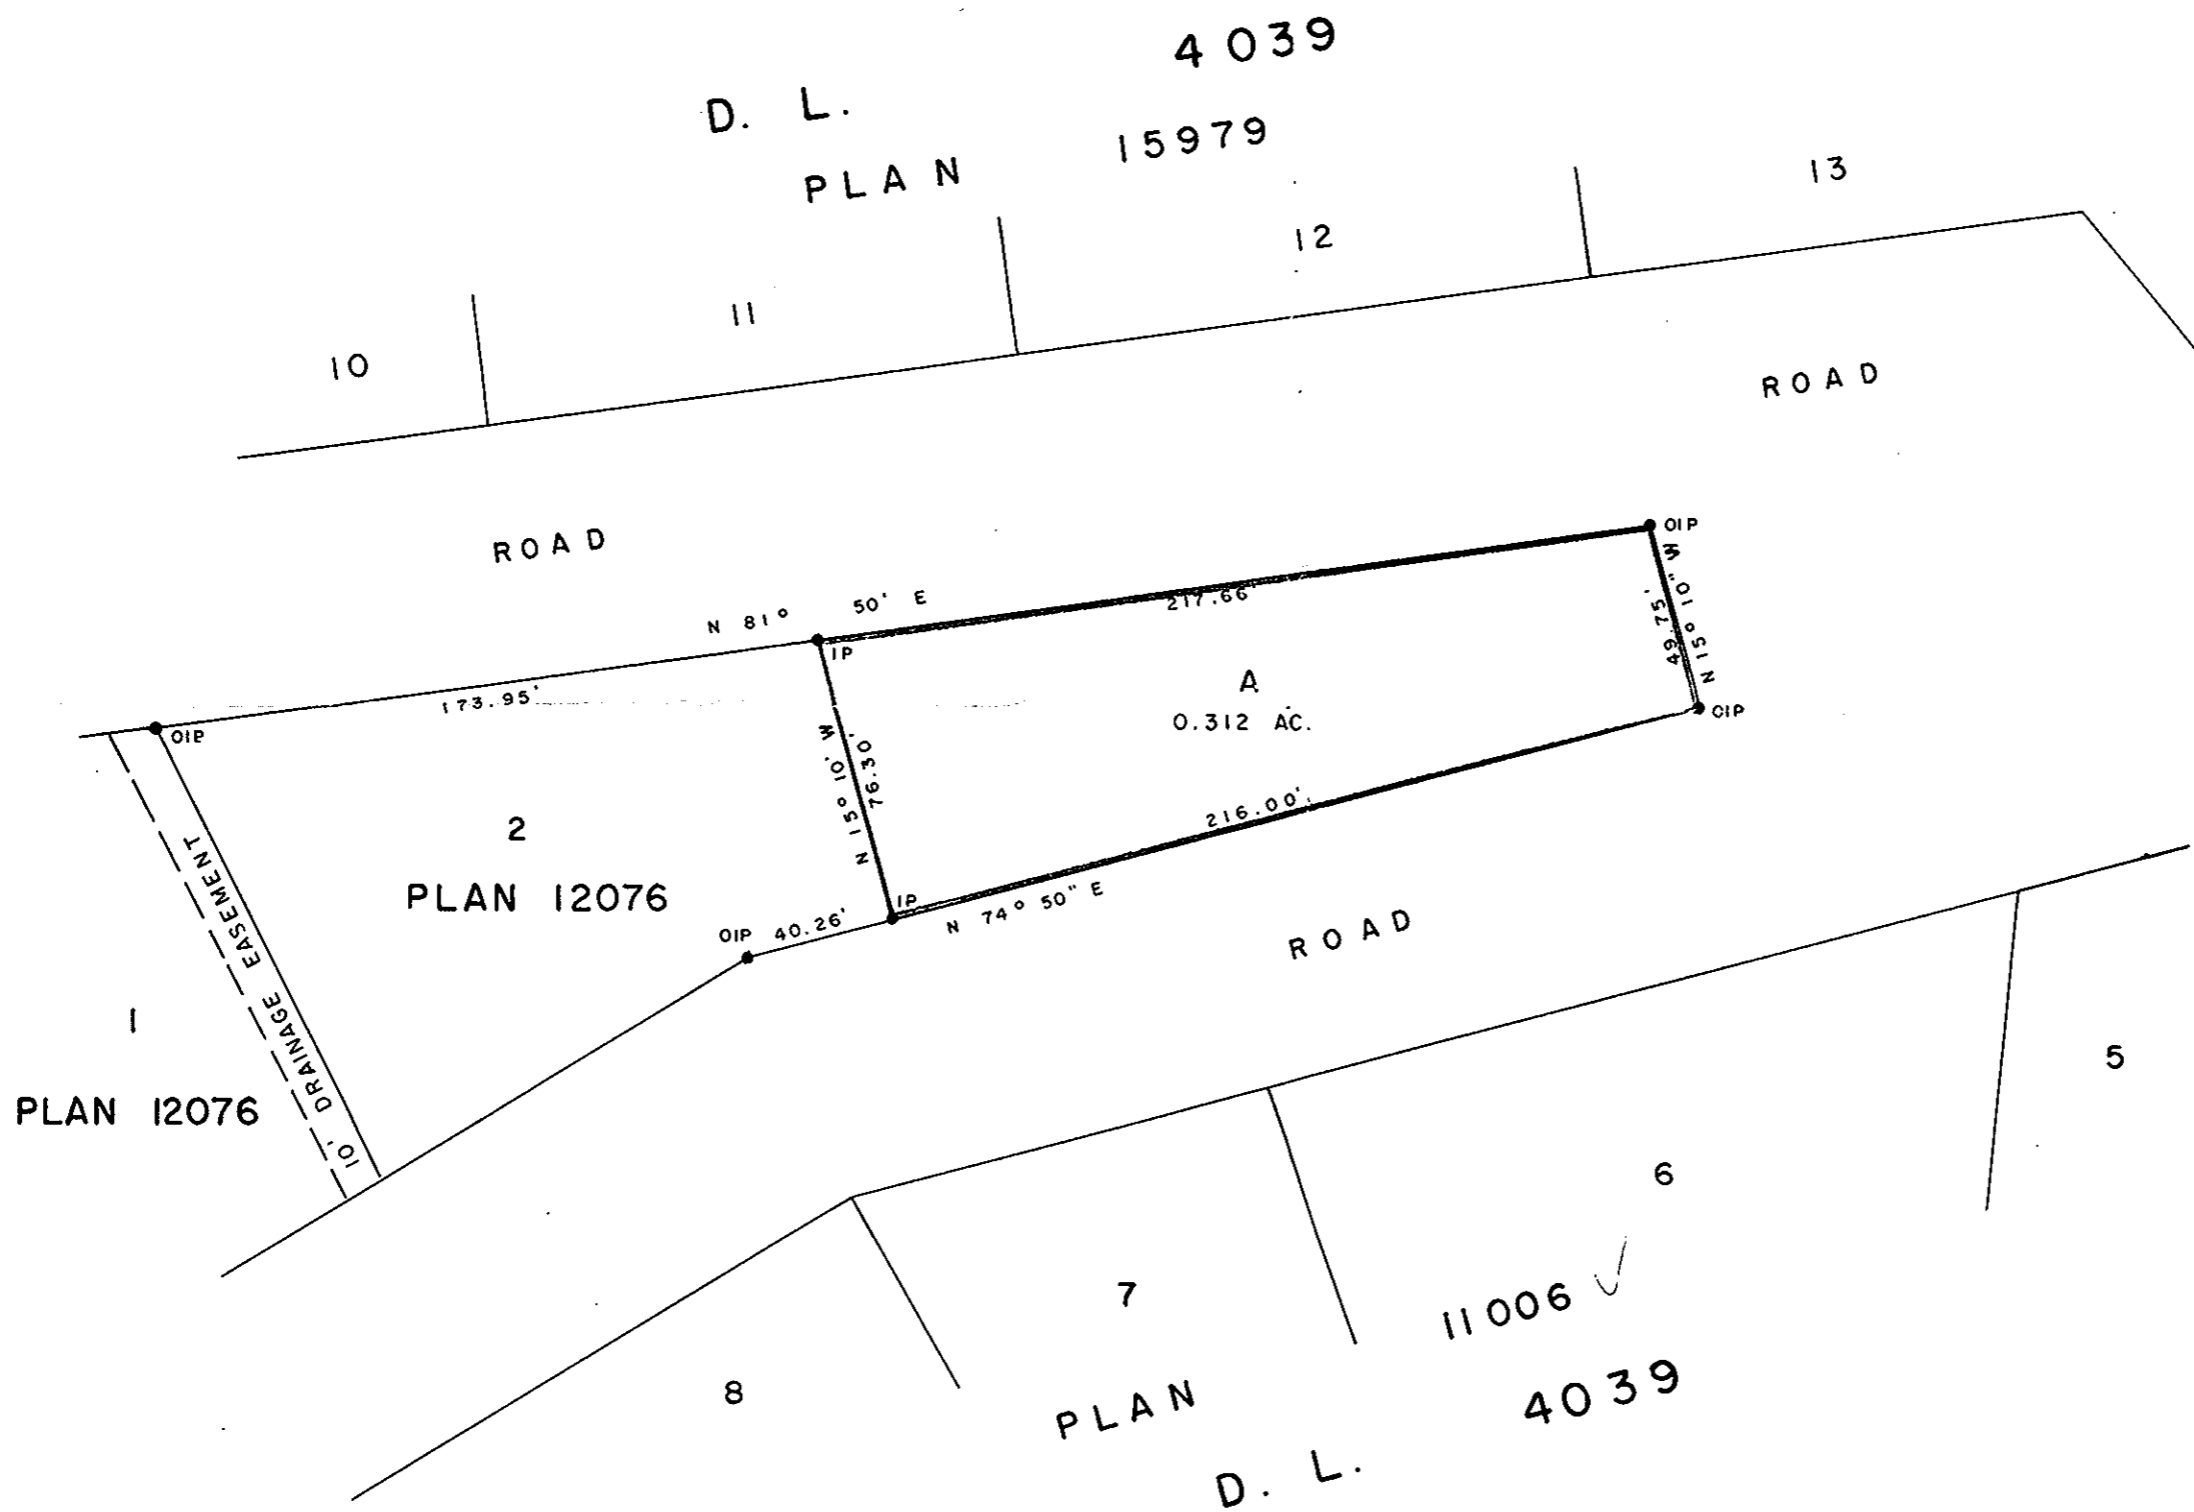 D. L. 4039
PLAN 15979
13
12
11
10
ROAD
ROAD
OIP
N 81° 50' E
217.66'
N 15° 10" W
49.75'
IP
173.95'
OIP
A
0.312 AC.
OIP
N 15° 10' W
76.30'
2
PLAN 12076
216.00'
IP
N 74° 50" E
OIP
40.26'
ROAD
10' DRAINAGE EASEMENT
1
PLAN 12076
5
6
7
8
PLAN 11006
D. L. 4039